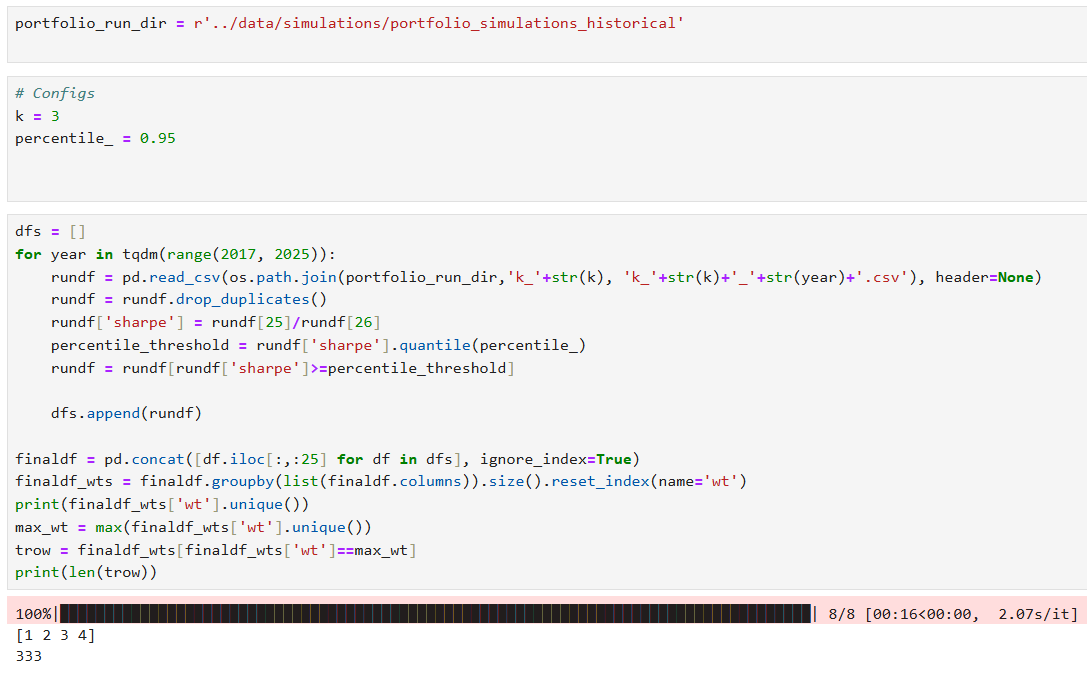 portfolio_run_dir = r'../data/simulations/portfolio_simulations_historical'
# Configs
k = 3
percentile_ = 0.95
dfs = []
for year in tqdm(range(2017, 2025)):
    rundf = pd.read_csv(os.path.join(portfolio_run_dir,'k_'+str(k), 'k_'+str(k)+'_'+str(year)+'.csv'), header=None)
    rundf = rundf.drop_duplicates()
    rundf['sharpe'] = rundf[25]/rundf[26]
    percentile_threshold = rundf['sharpe'].quantile(percentile_)
    rundf = rundf[rundf['sharpe']>=percentile_threshold]
    dfs.append(rundf)
finaldf = pd.concat([df.iloc[:,:25] for df in dfs], ignore_index=True)
finaldf_wts = finaldf.groupby(list(finaldf.columns)).size().reset_index(name='wt')
print(finaldf_wts['wt'].unique())
max_wt = max(finaldf_wts['wt'].unique())
trow = finaldf_wts[finaldf_wts['wt']==max_wt]
print(len(trow))
100%|██████████| 8/8 [00:16<00:00,  2.07s/it]
[1 2 3 4]
333